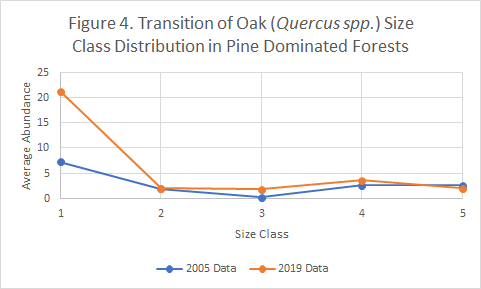 Figure 4. Transition of Oak (Quercus spp.) Size
Class Distribution in Pine Dominated Forests
25
20
15
10
5
0
Average Abundance
1 2 3 4 5
Size Class
2005 Data 2019 Data